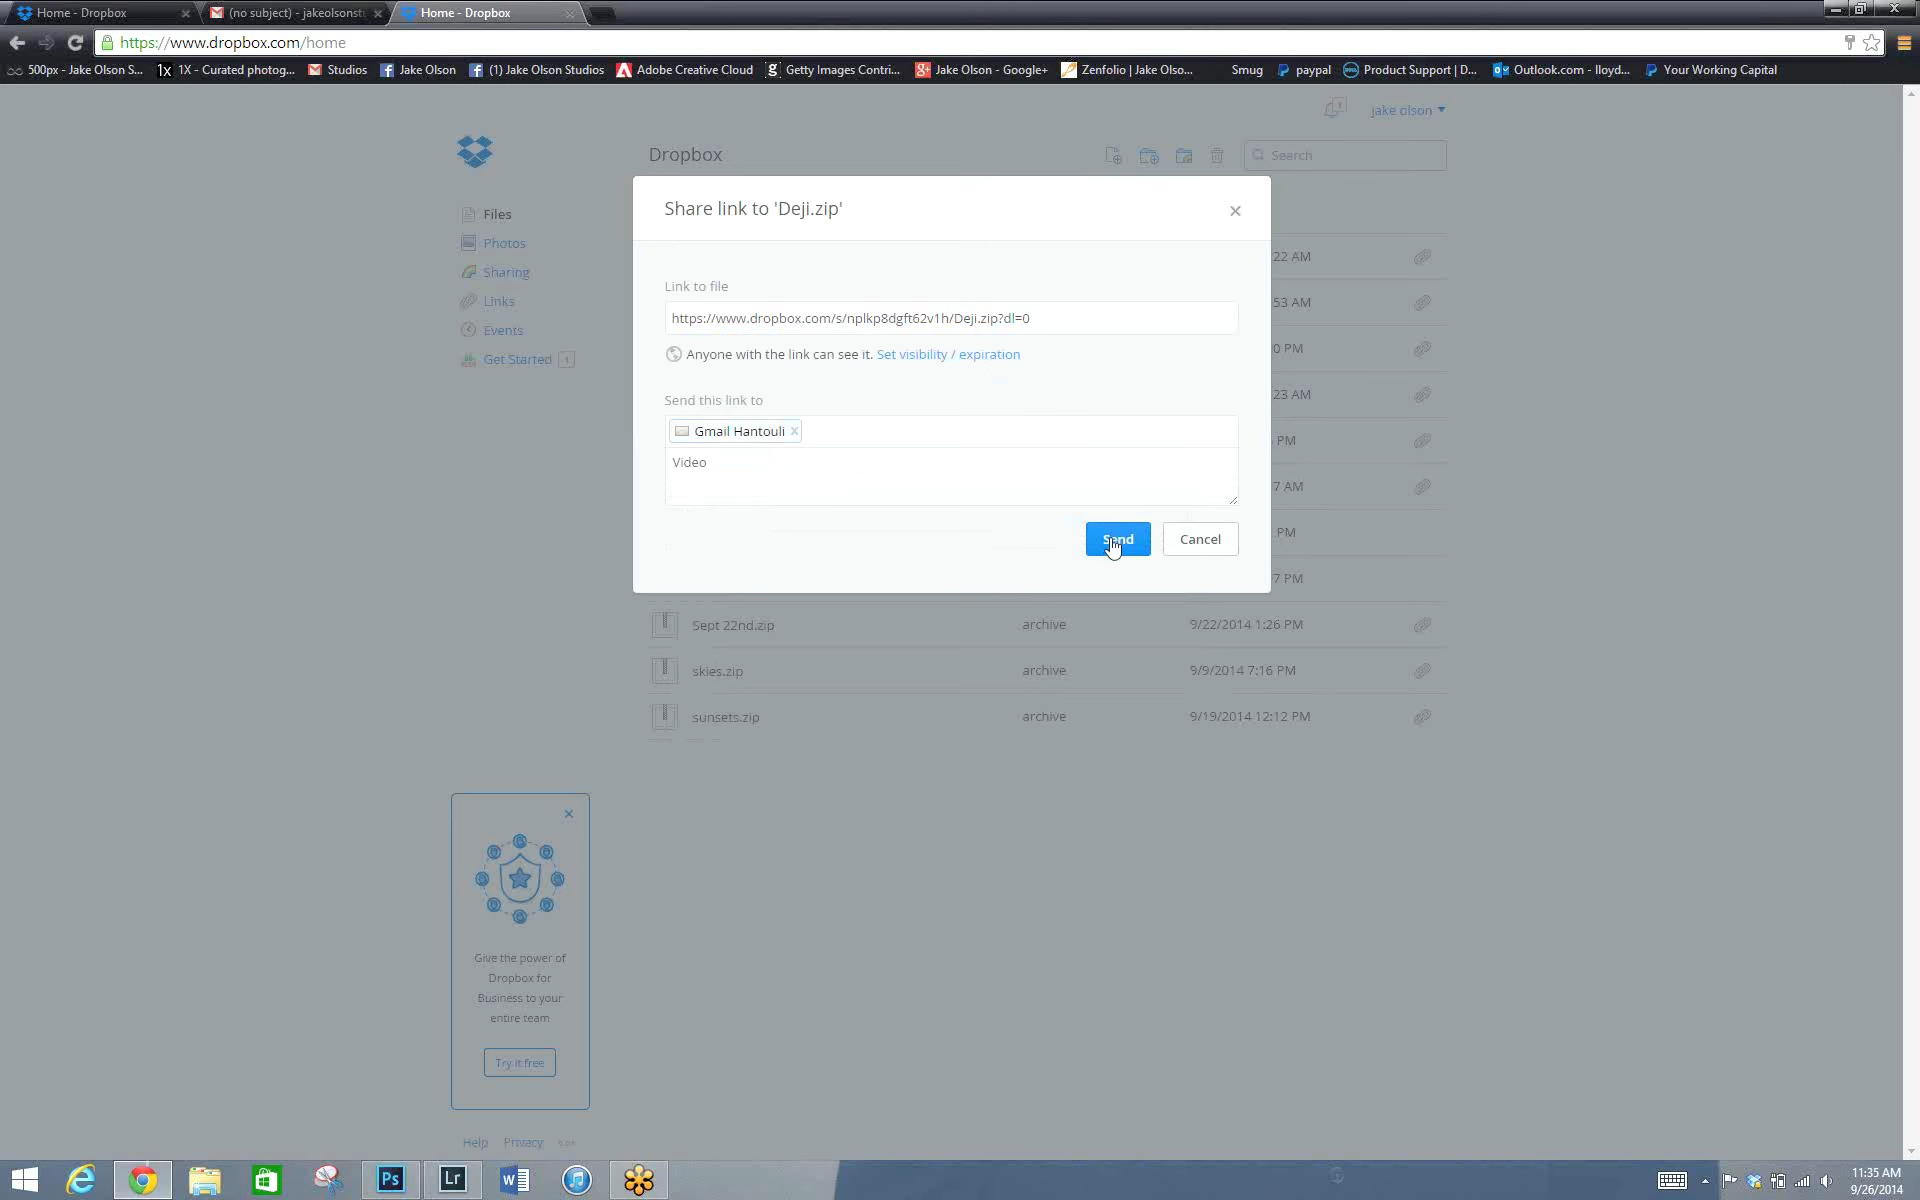 Home - Dropbox
(no subject) - jakeolsonst
Home - Dropbox
https://www.dropbox.com/home
500px - Jake Olson S...
1X - Curated photog...
Studios
Jake Olson
(1) Jake Olson Studios
Adobe Creative Cloud
Getty Images Contri...
Jake Olson - Google+
Zenfolio | Jake Olso...
Smug
paypal
Product Support | D...
Outlook.com - lloyd...
Your Working Capital
1
jake olson
Dropbox
Search
Files
Photos
Sharing
Links
Events
Get Started 1
Share link to 'Deji.zip'
Link to file
https://www.dropbox.com/s/nplkp8dgft62v1h/Deji.zip?dl=0
Anyone with the link can see it. Set visibility / expiration
Send this link to
Gmail Hantouli
Video
Send
Cancel
22 AM
53 AM
0 PM
23 AM
PM
7 AM
PM
7 PM
Sept 22nd.zip archive 9/22/2014 1:26 PM
skies.zip archive 9/9/2014 7:16 PM
sunsets.zip archive 9/19/2014 12:12 PM
Give the power of
Dropbox for
Business to your
entire team
Try it free
Help Privacy
Ps
Lr
11:35 AM
9/26/2014